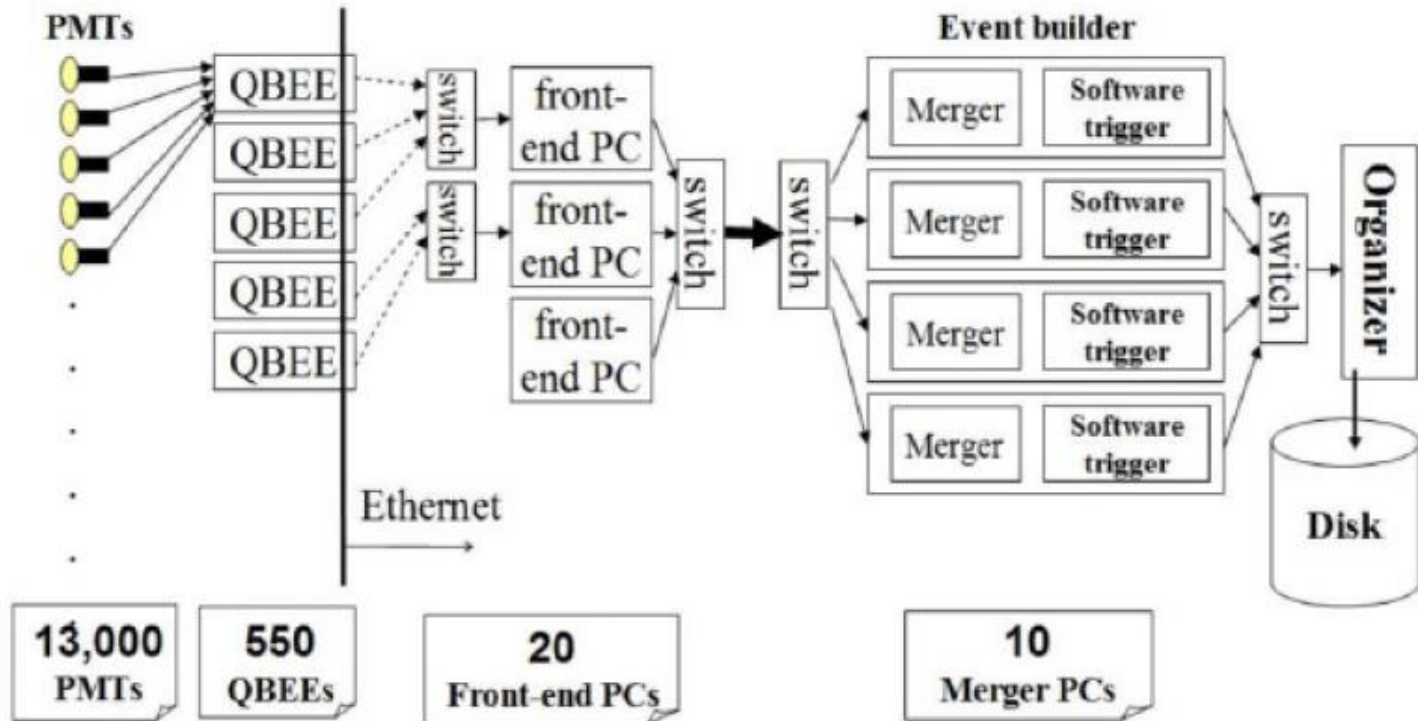 PMTs
Event builder
QBEE
QBEE
QBEE
QBEE
QBEE
switch
switch
front-
end PC
front-
end PC
front-
end PC
switch
switch
Merger
Software
trigger
Merger
Software
trigger
Merger
Software
trigger
Merger
Software
trigger
switch
Organizer
Disk
Ethernet
13,000
PMTs
550
QBEEs
20
Front-end PCs
10
Merger PCs